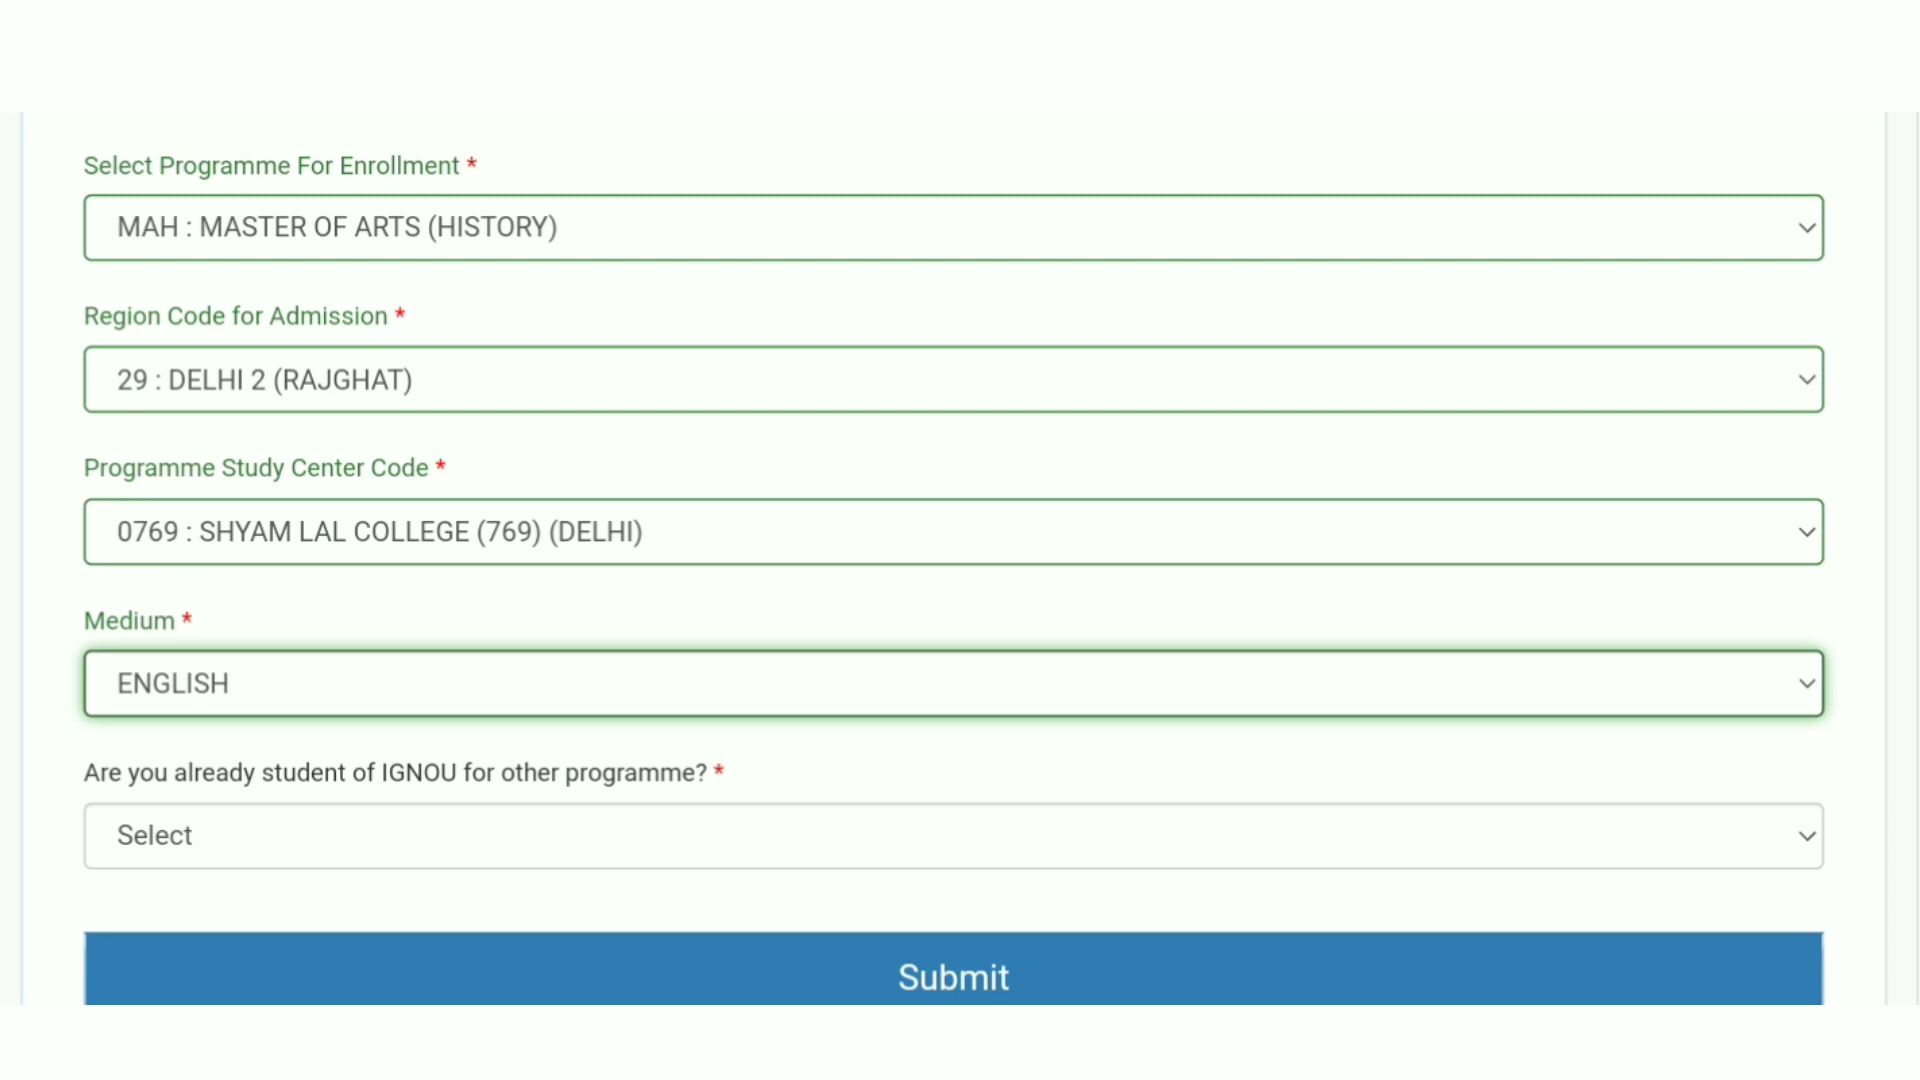 Select Programme For Enrollment *
MAH : MASTER OF ARTS (HISTORY)
Region Code for Admission *
29 : DELHI 2 (RAJGHAT)
Programme Study Center Code *
0769 : SHYAM LAL COLLEGE (769) (DELHI)
Medium *
ENGLISH
Are you already student of IGNOU for other programme? *
Select
Submit